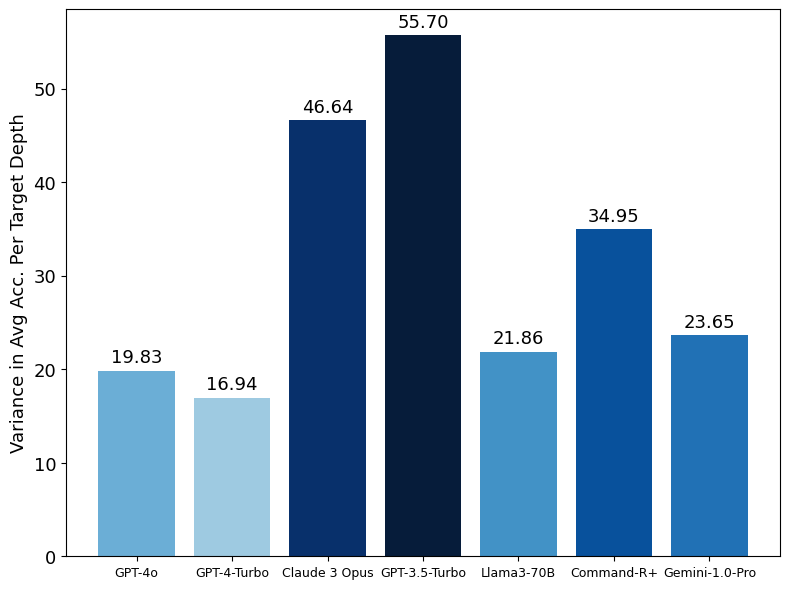 Variance in Avg Acc. Per Target Depth
50
40
30
20
10
0
19.83
16.94
46.64
55.70
21.86
34.95
23.65
GPT-4o
GPT-4-Turbo
Claude 3 Opus
GPT-3.5-Turbo
Llama3-70B
Command-R+
Gemini-1.0-Pro